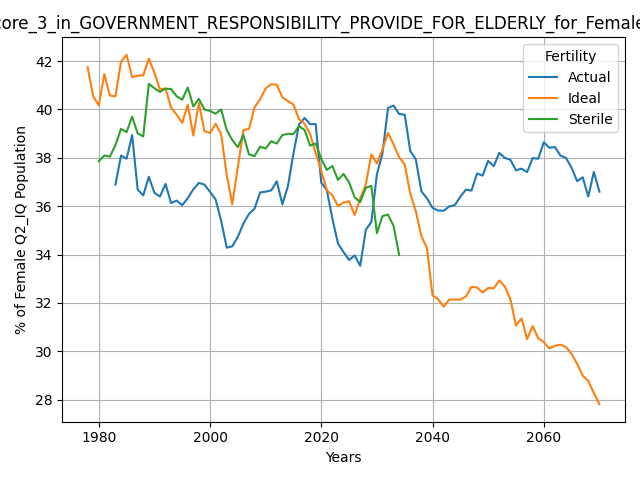 core_3_in_GOVERNMENT_RESPONSIBILITY_PROVIDE_FOR_ELDERLY_for_Female
Fertility
Actual
Ideal
Sterile
% of Female Q2_IQ Population
42
40
38
36
34
32
30
28
1980 2000 2020 2040 2060
Years